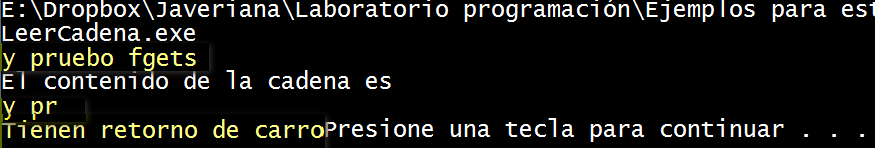 E:\Dropbox\Javeriana\Laboratorio programación\Ejemplos para est
LeerCadena.exe
y pruebo fgets
El contenido de la cadena es
y pr
Tienen retorno de carroPresione una tecla para continuar . . .